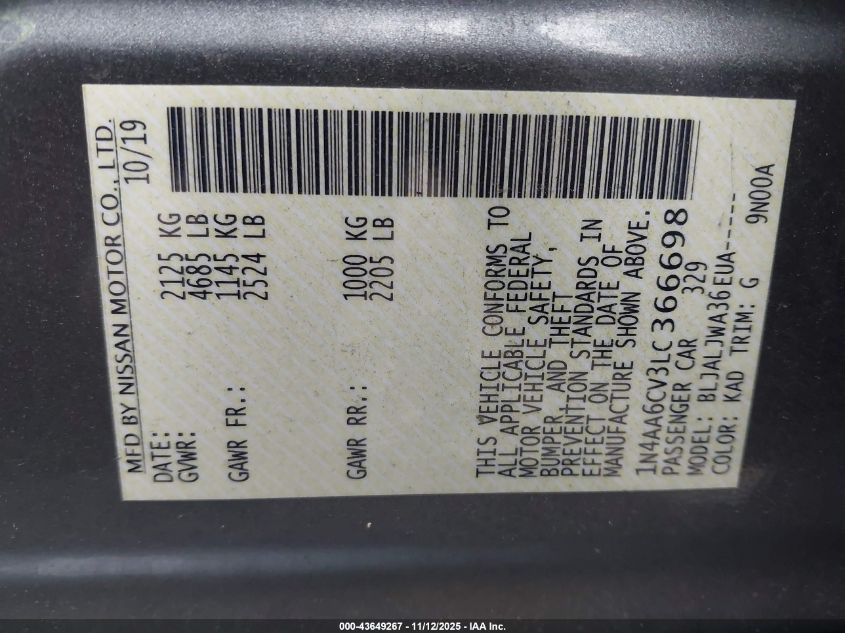 MFD BY NISSAN MOTOR CO., LTD.
DATE: 10/19
GVWR: 2125 KG
4685 LB
GAWR FR.: 1145 KG
2524 LB
GAWR RR.: 1000 KG
2205 LB
THIS VEHICLE CONFORMS TO
ALL APPLICABLE FEDERAL
MOTOR VEHICLE SAFETY,
BUMPER, AND THEFT
PREVENTION STANDARDS IN
EFFECT ON THE DATE OF
MANUFACTURE SHOWN ABOVE.
1N4AA6CV3LC366698
PASSENGER CAR 329
MODEL: BLJALJWA36EUA-----
COLOR: KAD TRIM: G 9N00A
000-43649267 - 11/12/2025 - IAA Inc.